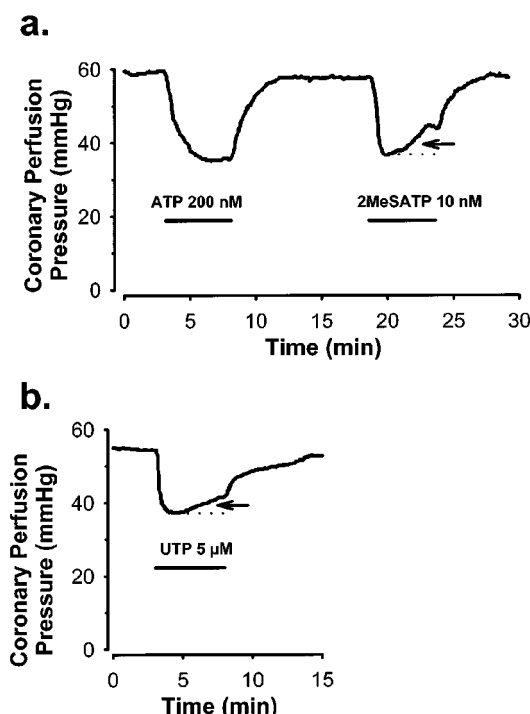 a.
Coronary Perfusion
Pressure (mmHg)
60
40
20
0
ATP 200 nM
2MeSATP 10 nM
0 5 10 15 20 25 30
Time (min)
b.
Coronary Perfusion
Pressure (mmHg)
60
40
20
0
UTP 5 µM
0 5 10 15
Time (min)